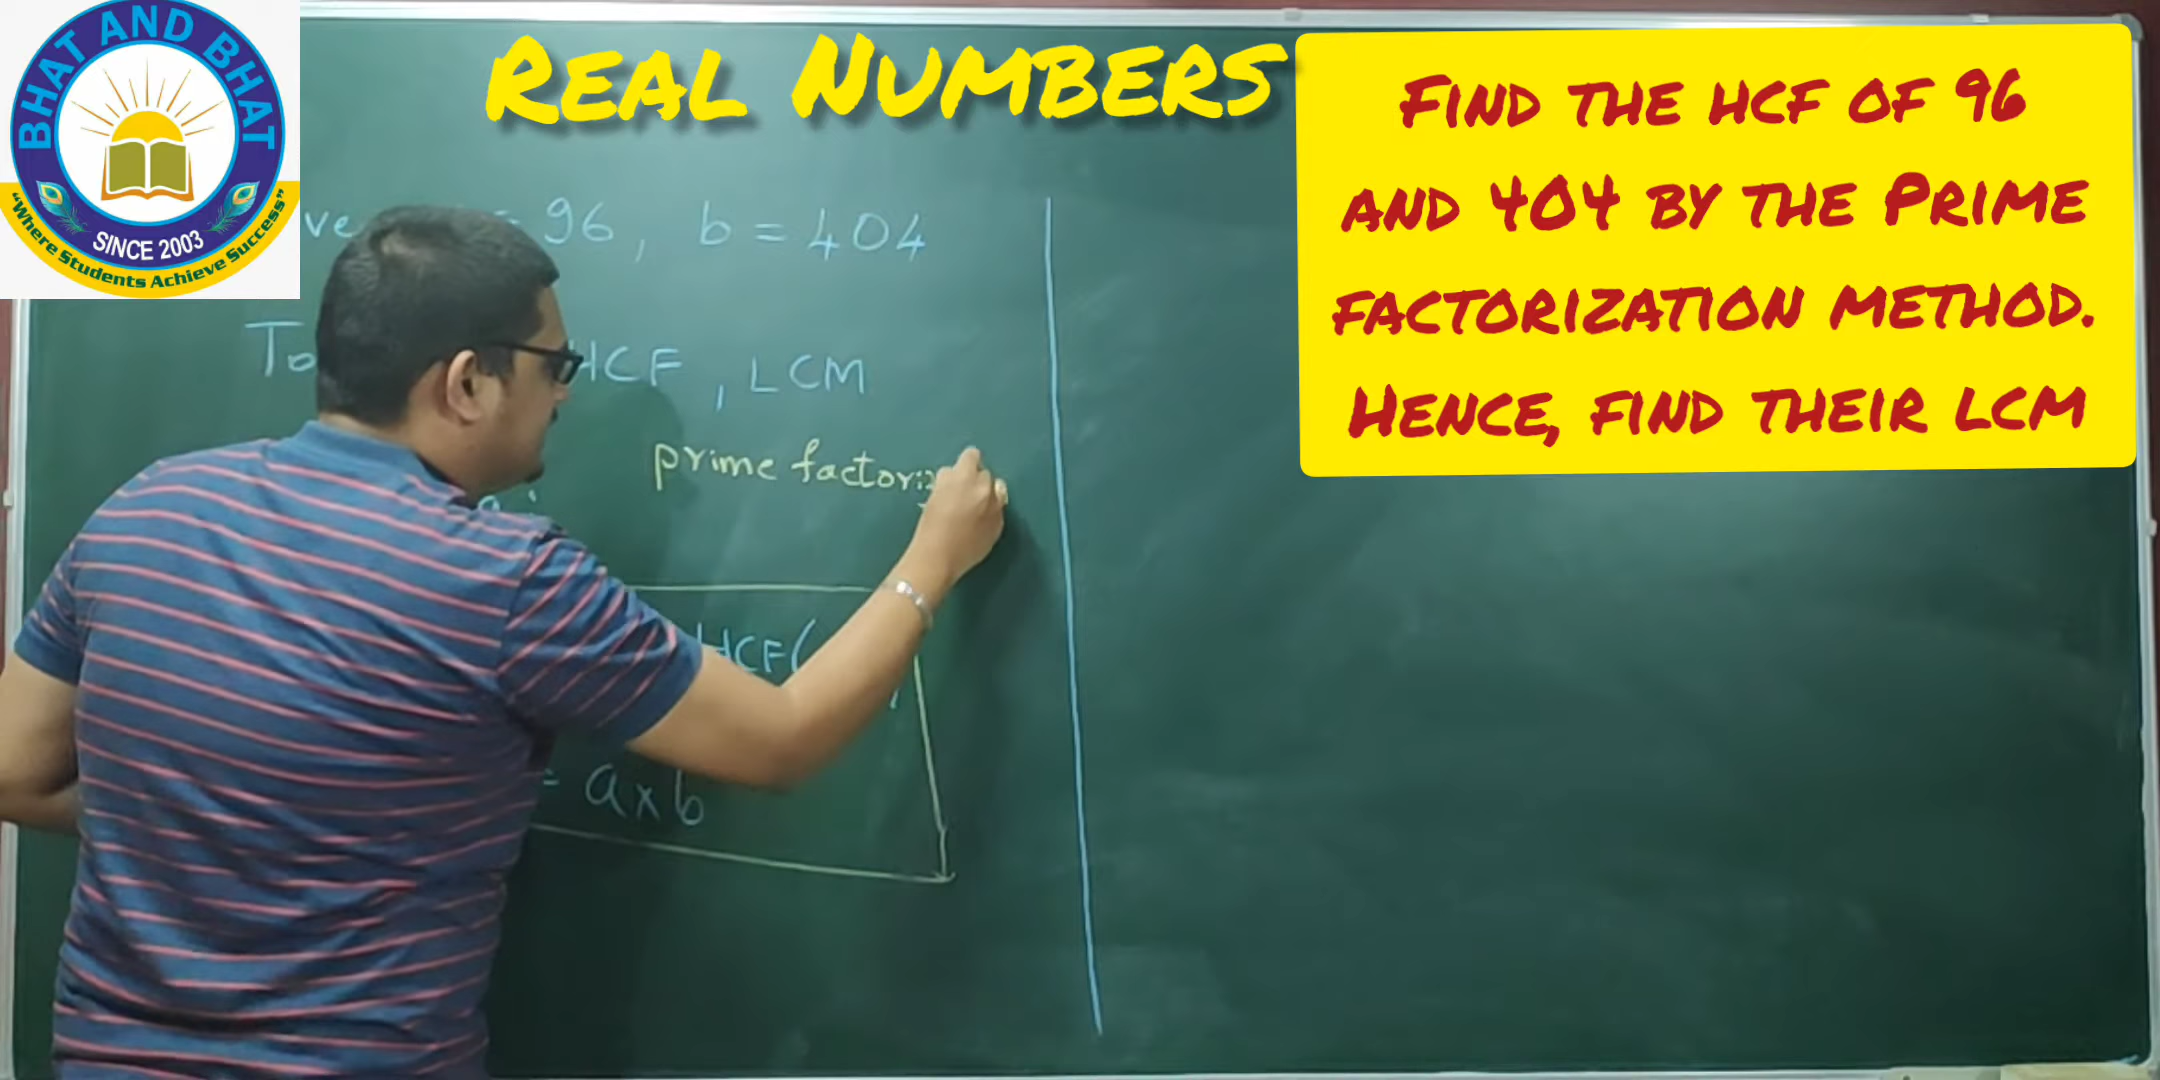 BHAT AND BHAT
SINCE 2003
"Where Students Achieve Success"
REAL NUMBERS
FIND THE HCF OF 96
AND 404 BY THE PRIME
FACTORIZATION METHOD.
HENCE, FIND THEIR LCM
= 96, b = 404
To HCF, LCM
prime
HCF(
= a x b